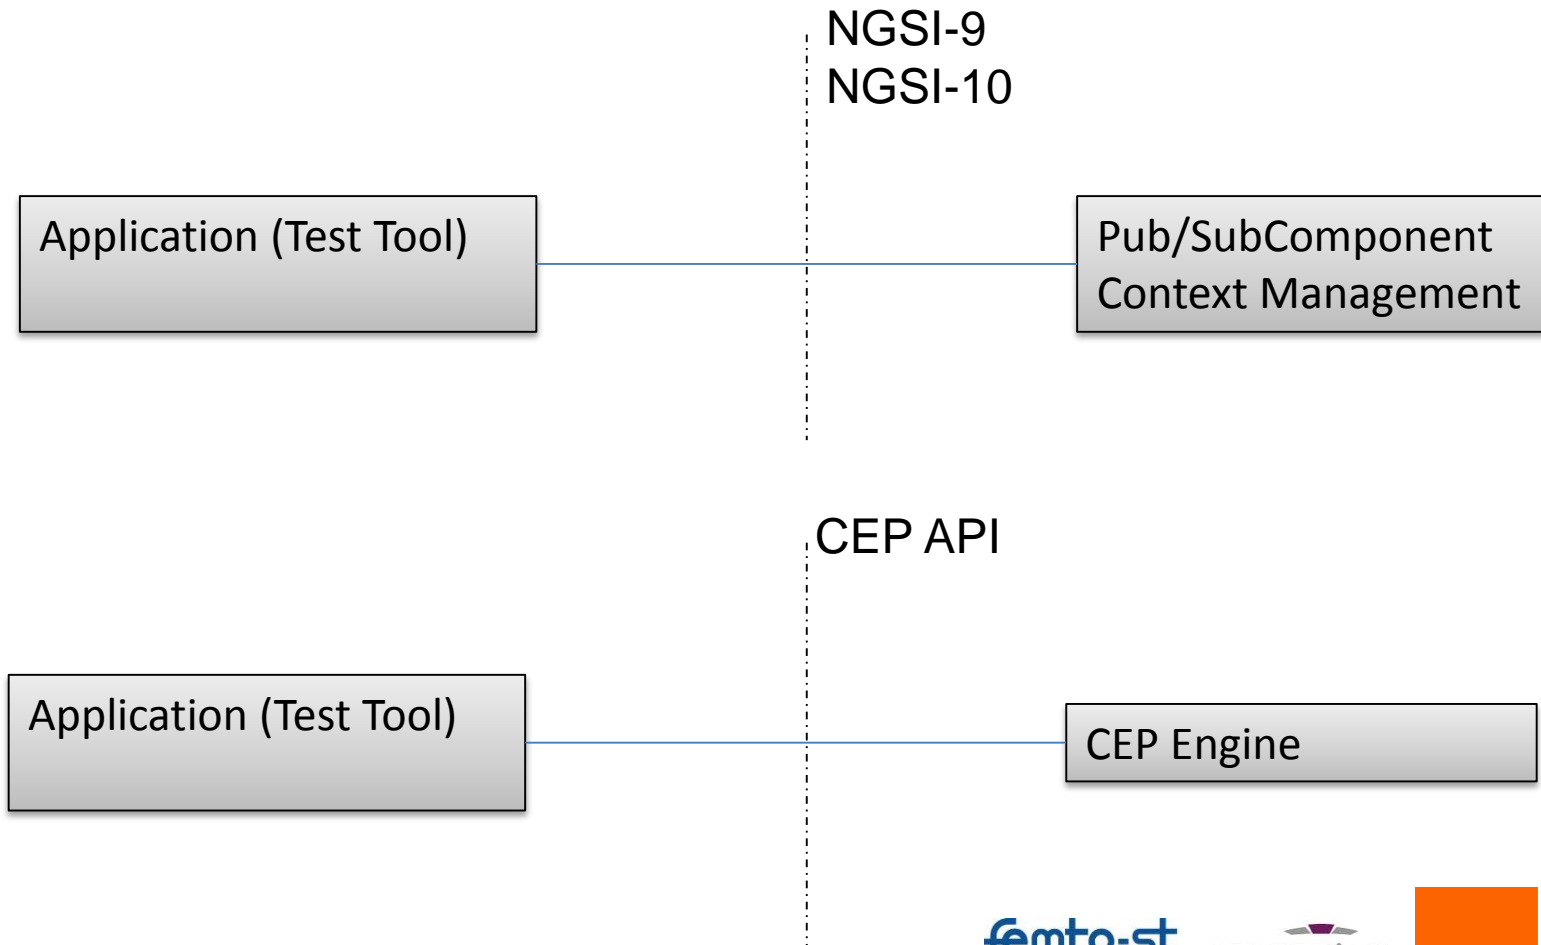 NGSI-9
NGSI-10
Application (Test Tool)
Pub/SubComponent
Context Management
CEP API
Application (Test Tool)
CEP Engine
femto-st